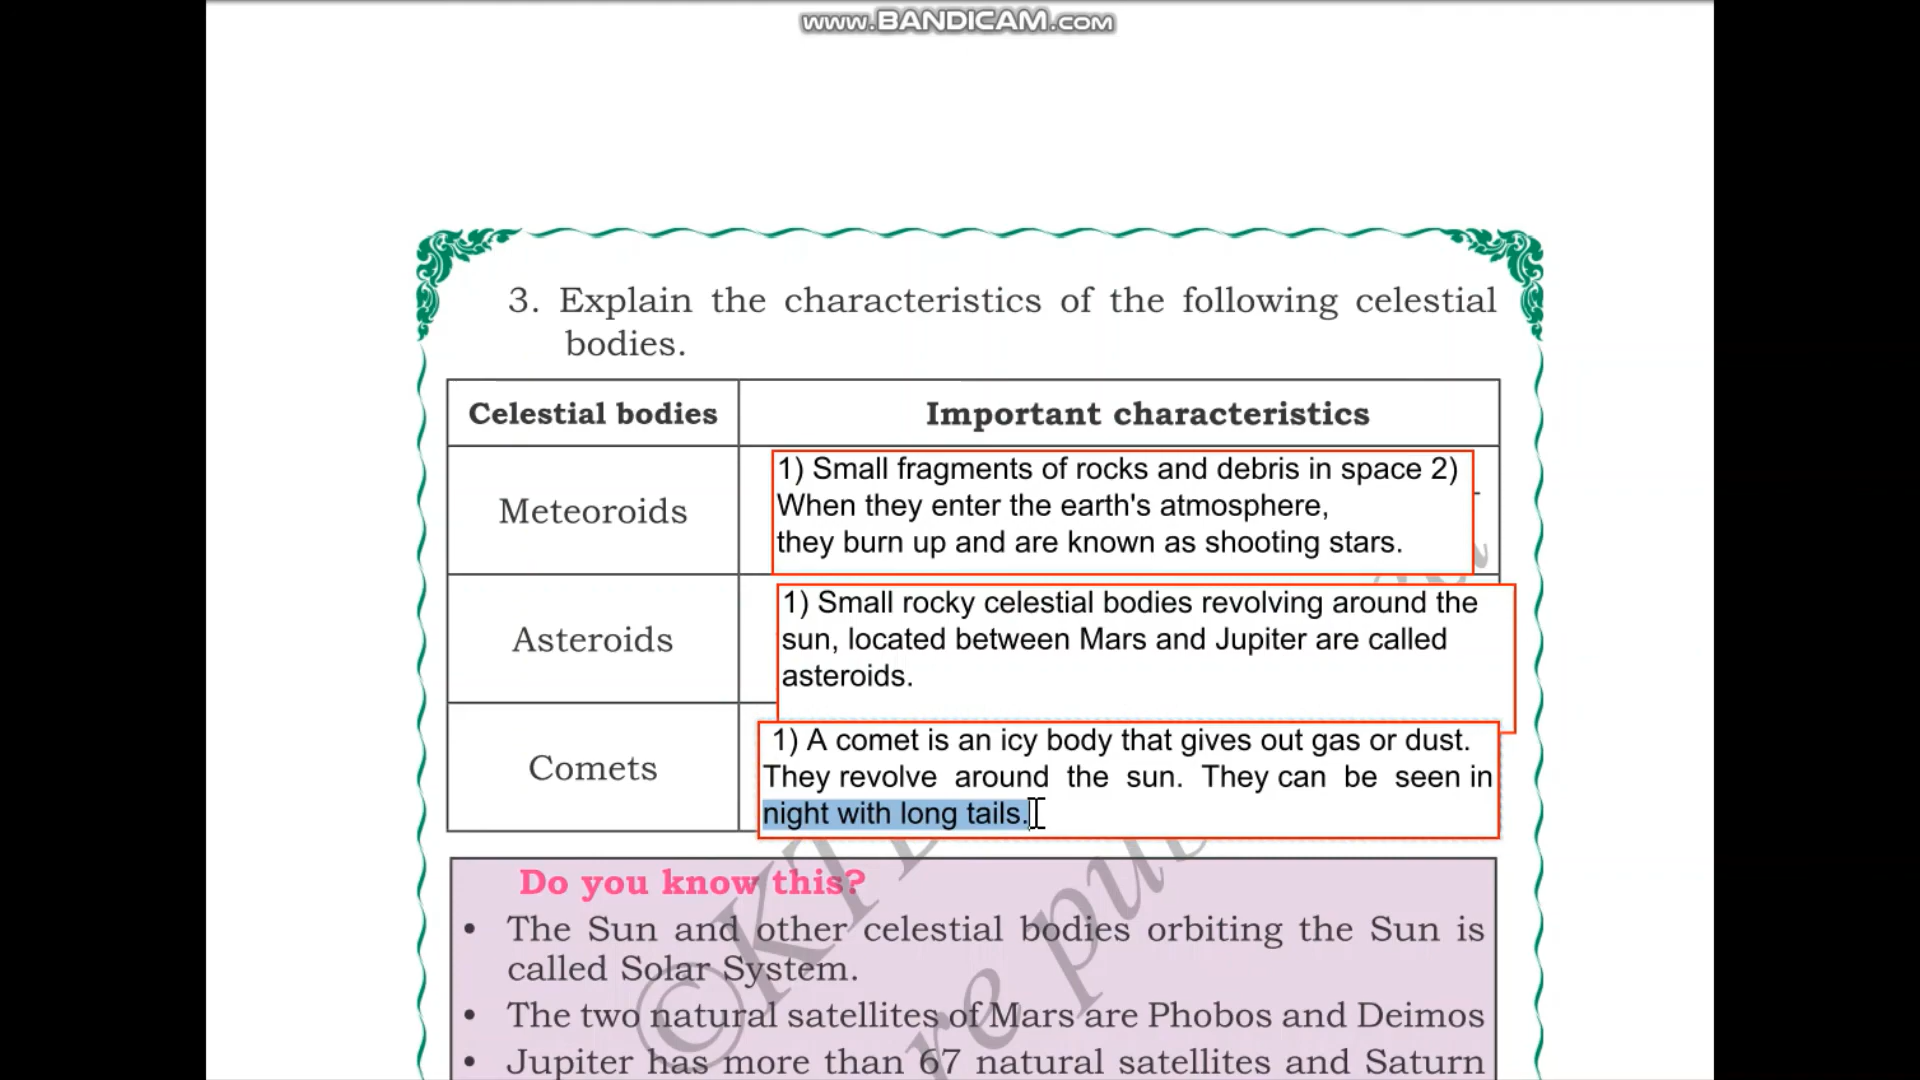 www.BANDICAM.com
3. Explain the characteristics of the following celestial
bodies.
Celestial bodies
Important characteristics
Meteoroids
1) Small fragments of rocks and debris in space 2)
When they enter the earth's atmosphere,
they burn up and are known as shooting stars.
Asteroids
1) Small rocky celestial bodies revolving around the
sun, located between Mars and Jupiter are called
asteroids.
Comets
1) A comet is an icy body that gives out gas or dust.
They revolve around the sun. They can be seen in
night with long tails.
Do you know this?
• The Sun and other celestial bodies orbiting the Sun is
called Solar System.
• The two natural satellites of Mars are Phobos and Deimos
• Jupiter has more than 67 natural satellites and Saturn